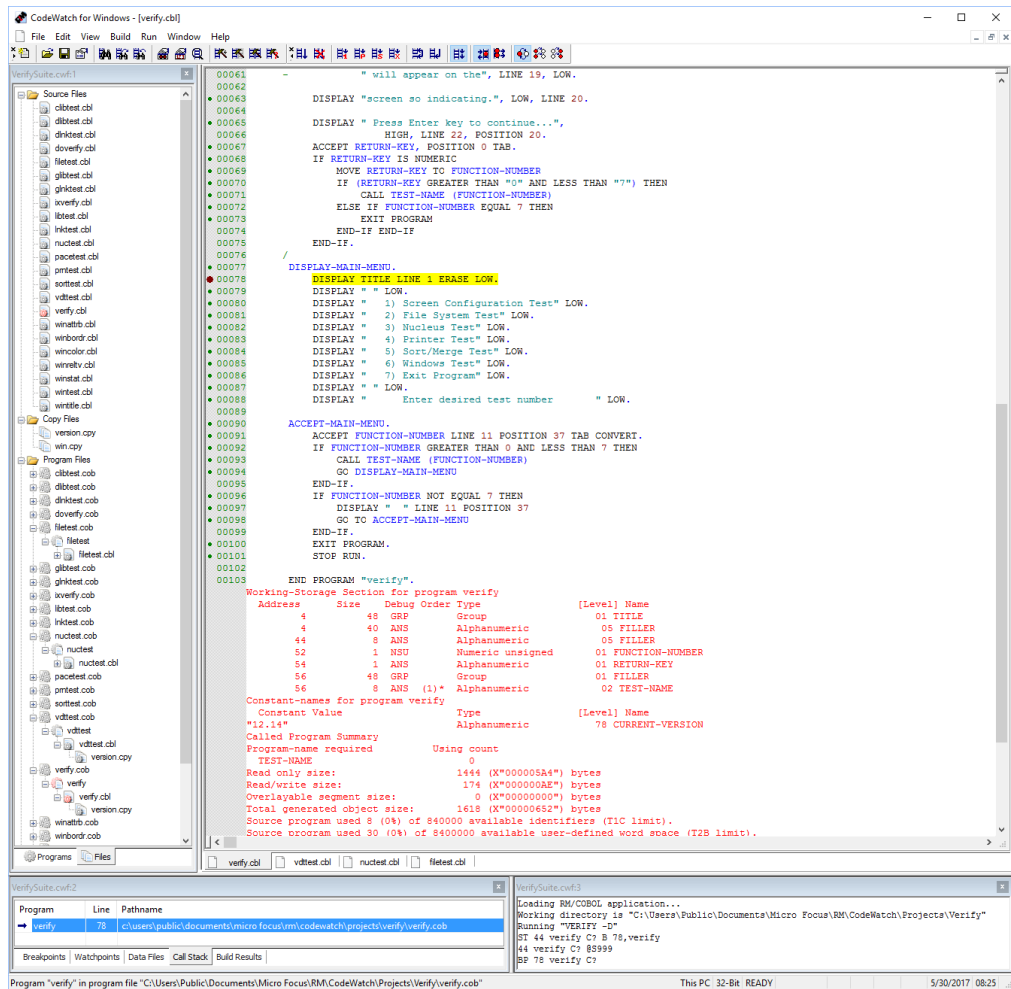 CodeWatch for Windows - [verify.cbl]
File Edit View Build Run Window Help
VerifySuite.cwf:1
Source Files
clibtest.cbl
dlibtest.cbl
dlnktest.cbl
doverify.cbl
filetest.cbl
glibtest.cbl
glnktest.cbl
ixverify.cbl
libtest.cbl
lnktest.cbl
nuctest.cbl
pacetest.cbl
prntest.cbl
sorttest.cbl
vdttest.cbl
verify.cbl
winattrb.cbl
winbordr.cbl
wincolor.cbl
winreltv.cbl
winstat.cbl
wintest.cbl
wintitle.cbl
Copy Files
version.cpy
win.cpy
Program Files
clibtest.cob
dlibtest.cob
dlnktest.cob
doverify.cob
filetest.cob
filetest
filetest.cbl
glibtest.cob
glnktest.cob
ixverify.cob
libtest.cob
lnktest.cob
nuctest.cob
nuctest
nuctest.cbl
pacetest.cob
prntest.cob
sorttest.cob
vdttest.cob
vdttest
vdttest.cbl
version.cpy
verify.cob
verify
verify.cbl
version.cpy
winattrb.cob
winbordr.cob
Programs Files
00061 - " will appear on the", LINE 19, LOW.
00062
00063 DISPLAY "screen so indicating.", LOW, LINE 20.
00064
00065 DISPLAY " Press Enter key to continue...",
00066 HIGH, LINE 22, POSITION 20.
00067 ACCEPT RETURN-KEY, POSITION 0 TAB.
00068 IF RETURN-KEY IS NUMERIC
00069 MOVE RETURN-KEY TO FUNCTION-NUMBER
00070 IF (RETURN-KEY GREATER THAN "0" AND LESS THAN "7") THEN
00071 CALL TEST-NAME (FUNCTION-NUMBER)
00072 ELSE IF FUNCTION-NUMBER EQUAL 7 THEN
00073 EXIT PROGRAM
00074 END-IF END-IF
00075 END-IF.
00076 /
00077 DISPLAY-MAIN-MENU.
00078 DISPLAY TITLE LINE 1 ERASE LOW.
00079 DISPLAY " " LOW.
00080 DISPLAY " 1) Screen Configuration Test" LOW.
00081 DISPLAY " 2) File System Test" LOW.
00082 DISPLAY " 3) Nucleus Test" LOW.
00083 DISPLAY " 4) Printer Test" LOW.
00084 DISPLAY " 5) Sort/Merge Test" LOW.
00085 DISPLAY " 6) Windows Test" LOW.
00086 DISPLAY " 7) Exit Program" LOW.
00087 DISPLAY " " LOW.
00088 DISPLAY " Enter desired test number " LOW.
00089
00090 ACCEPT-MAIN-MENU.
00091 ACCEPT FUNCTION-NUMBER LINE 11 POSITION 37 TAB CONVERT.
00092 IF FUNCTION-NUMBER GREATER THAN 0 AND LESS THAN 7 THEN
00093 CALL TEST-NAME (FUNCTION-NUMBER)
00094 GO DISPLAY-MAIN-MENU
00095 END-IF.
00096 IF FUNCTION-NUMBER NOT EQUAL 7 THEN
00097 DISPLAY " " LINE 11 POSITION 37
00098 GO TO ACCEPT-MAIN-MENU
00099 END-IF.
00100 EXIT PROGRAM.
00101 STOP RUN.
00102
00103 END PROGRAM "verify".
Working-Storage Section for program verify
Address Size Debug Order Type [Level] Name
4 48 GRP Group 01 TITLE
4 40 ANS Alphanumeric 05 FILLER
44 8 ANS Alphanumeric 05 FILLER
52 1 NSU Numeric unsigned 01 FUNCTION-NUMBER
54 1 ANS Alphanumeric 01 RETURN-KEY
56 48 GRP Group 01 FILLER
56 8 ANS (1)* Alphanumeric 02 TEST-NAME
Constant-names for program verify
Constant Value Type [Level] Name
"12.14" Alphanumeric 78 CURRENT-VERSION
Called Program Summary
Program-name required Using count
TEST-NAME 0
Read only size: 1444 (X"000005A4") bytes
Read/write size: 174 (X"000000AE") bytes
Overlayable segment size: 0 (X"00000000") bytes
Total generated object size: 1618 (X"00000652") bytes
Source program used 8 (0%) of 840000 available identifiers (T1C limit).
Source program used 30 (0%) of 8400000 available user-defined word space (T2B limit).
verify.cbl vdttest.cbl nuctest.cbl filetest.cbl
VerifySuite.cwf:2
Program Line Pathname
verify 78 c:\users\public\documents\micro focus\rm\codewatch\projects\verify\verify.cob
Breakpoints Watchpoints Data Files Call Stack Build Results
VerifySuite.cwf:3
Loading RM/COBOL application...
Working directory is "C:\Users\Public\Documents\Micro Focus\RM\CodeWatch\Projects\Verify"
Running "VERIFY -D"
ST 44 verify C? B 78,verify
44 verify C? @S999
BP 78 verify C?
Program "verify" in program file "C:\Users\Public\Documents\Micro Focus\RM\CodeWatch\Projects\Verify\verify.cob" This PC 32-Bit READY 5/30/2017 08:25